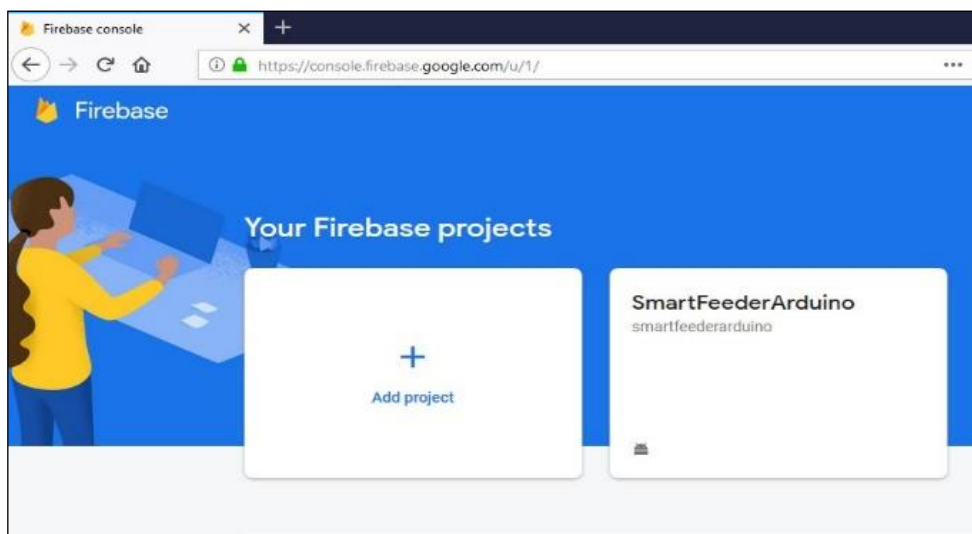 Firebase console
https://console.firebase.google.com/u/1/
Firebase
Your Firebase projects
SmartFeederArduino
smartfeederarduino
Add project